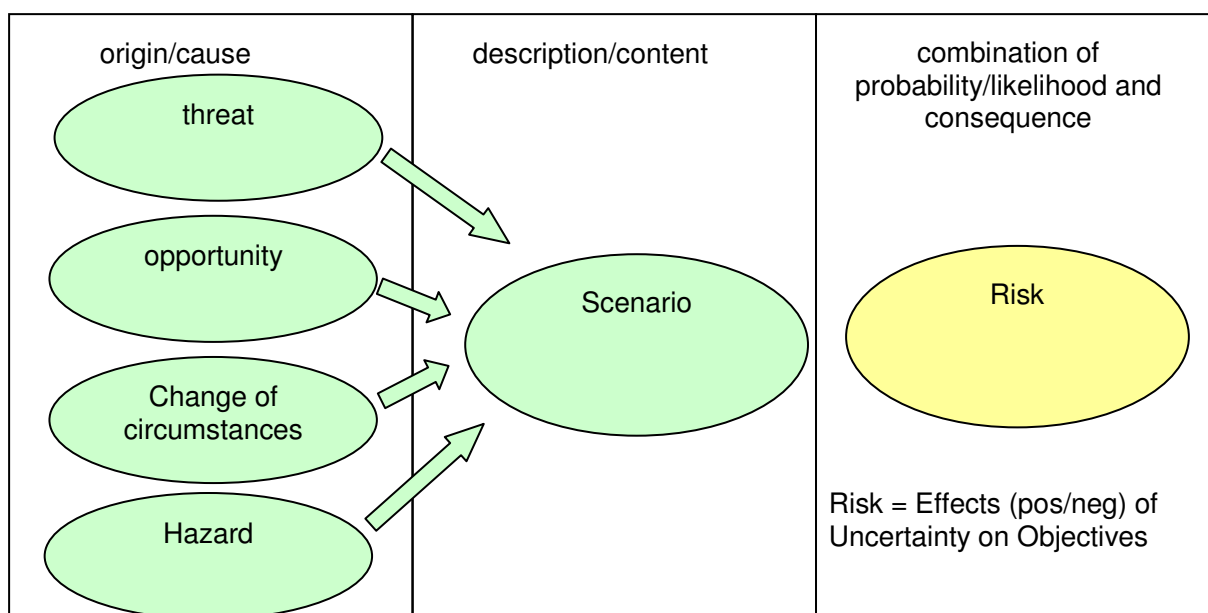 origin/cause
threat
opportunity
Change of
circumstances
Hazard
description/content
Scenario
combination of
probability/likelihood and
consequence
Risk
Risk = Effects (pos/neg) of
Uncertainty on Objectives